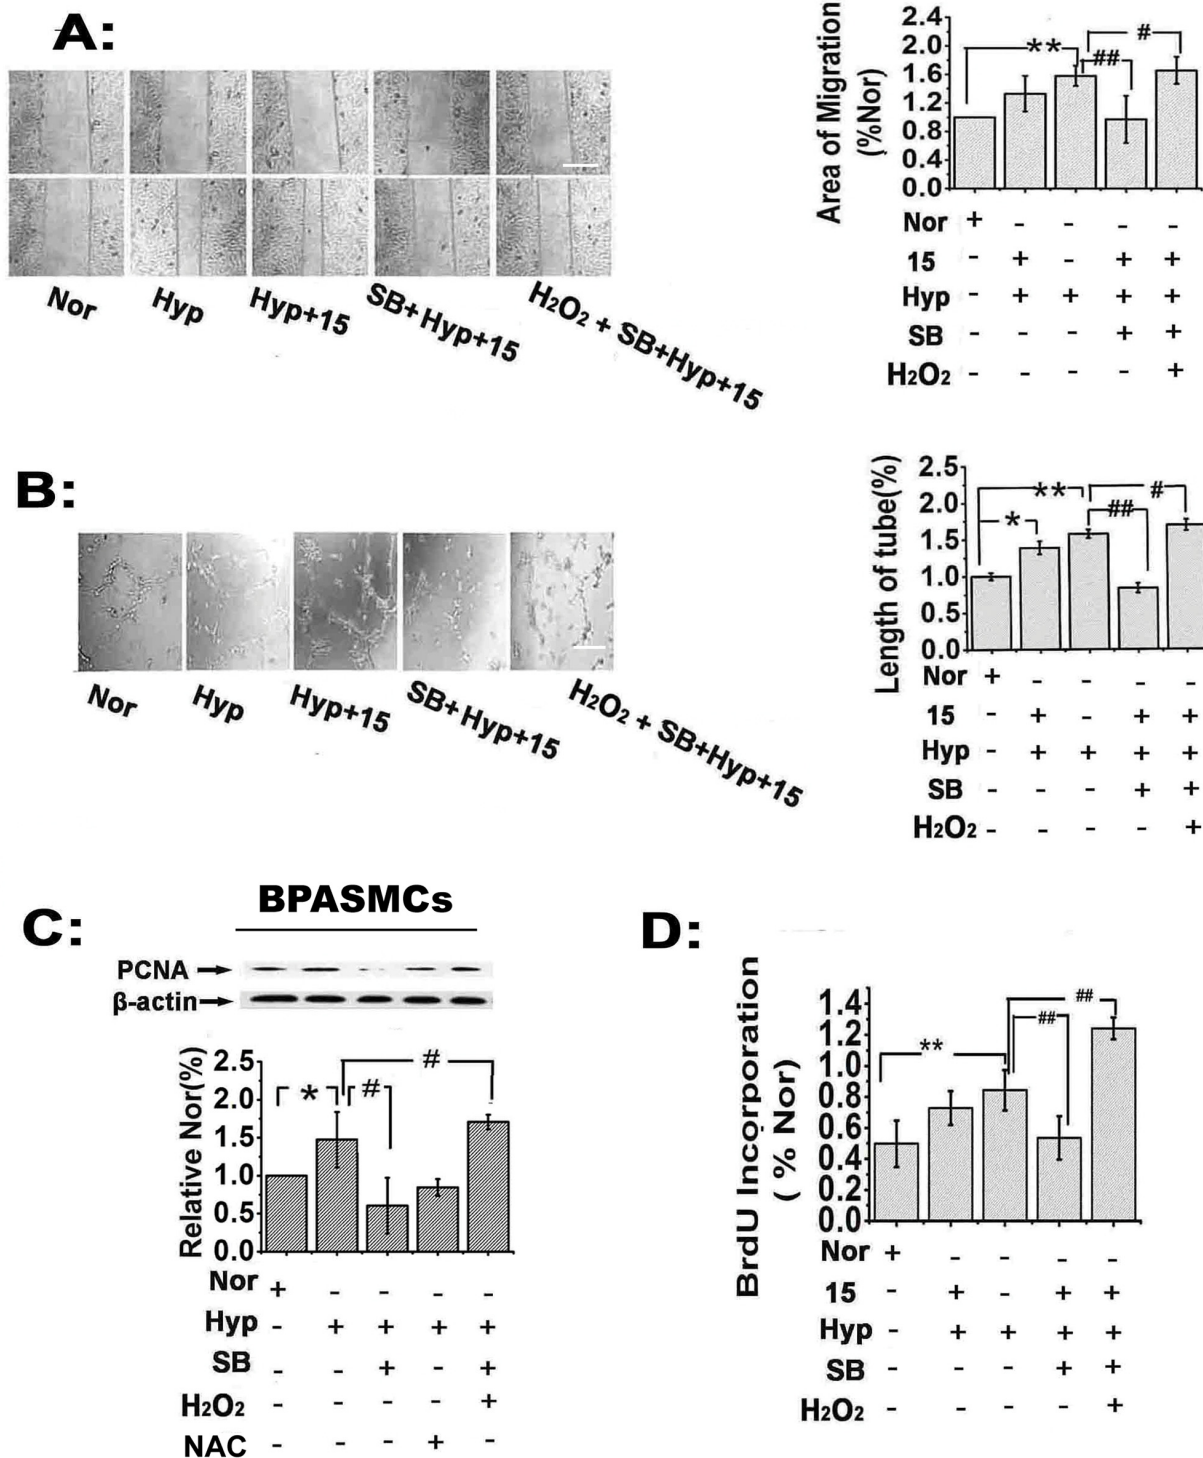 A:
Nor
Hyp
Hyp+15
SB+Hyp+15
H2O2 + SB+Hyp+15
Area of Migration
(%Nor)
2.4
2.0
1.6
1.2
0.8
0.4
0.0
** ## #
Nor + - - - -
15 - + - + +
Hyp - + + + +
SB - - - + +
H2O2 - - - - +
B:
Nor
Hyp
Hyp+15
SB+Hyp+15
H2O2 + SB+Hyp+15
Length of tube(%)
2.5
2.0
1.5
1.0
0.5
0.0
* ** ## #
Nor + - - - -
15 - + - + +
Hyp - + + + +
SB - - - + +
H2O2 - - - - +
C:
BPASMCs
PCNA
β-actin
Relative Nor(%)
2.5
2.0
1.5
1.0
0.5
0.0
* # #
Nor + - - - -
Hyp - + + + +
SB - - + - +
H2O2 - - - - +
NAC - - - + -
D:
BrdU Incorporation
( % Nor)
1.4
1.2
1.0
0.8
0.6
0.4
0.2
0.0
** ## ##
Nor + - - - -
15 - + - + +
Hyp - + + + +
SB - - - + +
H2O2 - - - - +